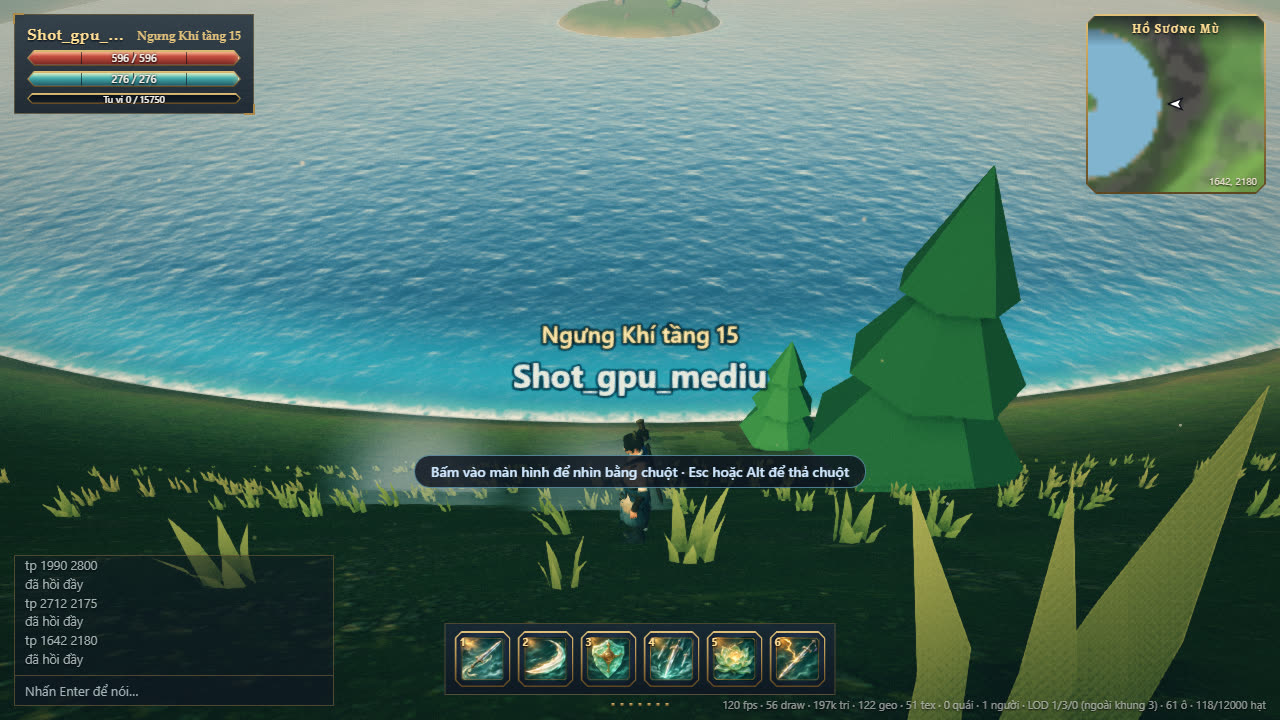 Shot_gpu_... Ngưng Khí tầng 15
596 / 596
276 / 276
Tu vi 0 / 15750
Hồ Sương Mù
1642, 2180
Ngưng Khí tầng 15
Shot_gpu_mediu
Bấm vào màn hình để nhìn bằng chuột · Esc hoặc Alt để thả chuột
tp 1990 2800
đã hồi đầy
tp 2712 2175
đã hồi đầy
tp 1642 2180
đã hồi đầy
Nhấn Enter để nói...
1 2 3 4 5 6
120 fps · 56 draw · 197k tri · 122 geo · 51 tex · 0 quái · 1 người · LOD 1/3/0 (ngoài khung 3) · 61 ô · 118/12000 hạt